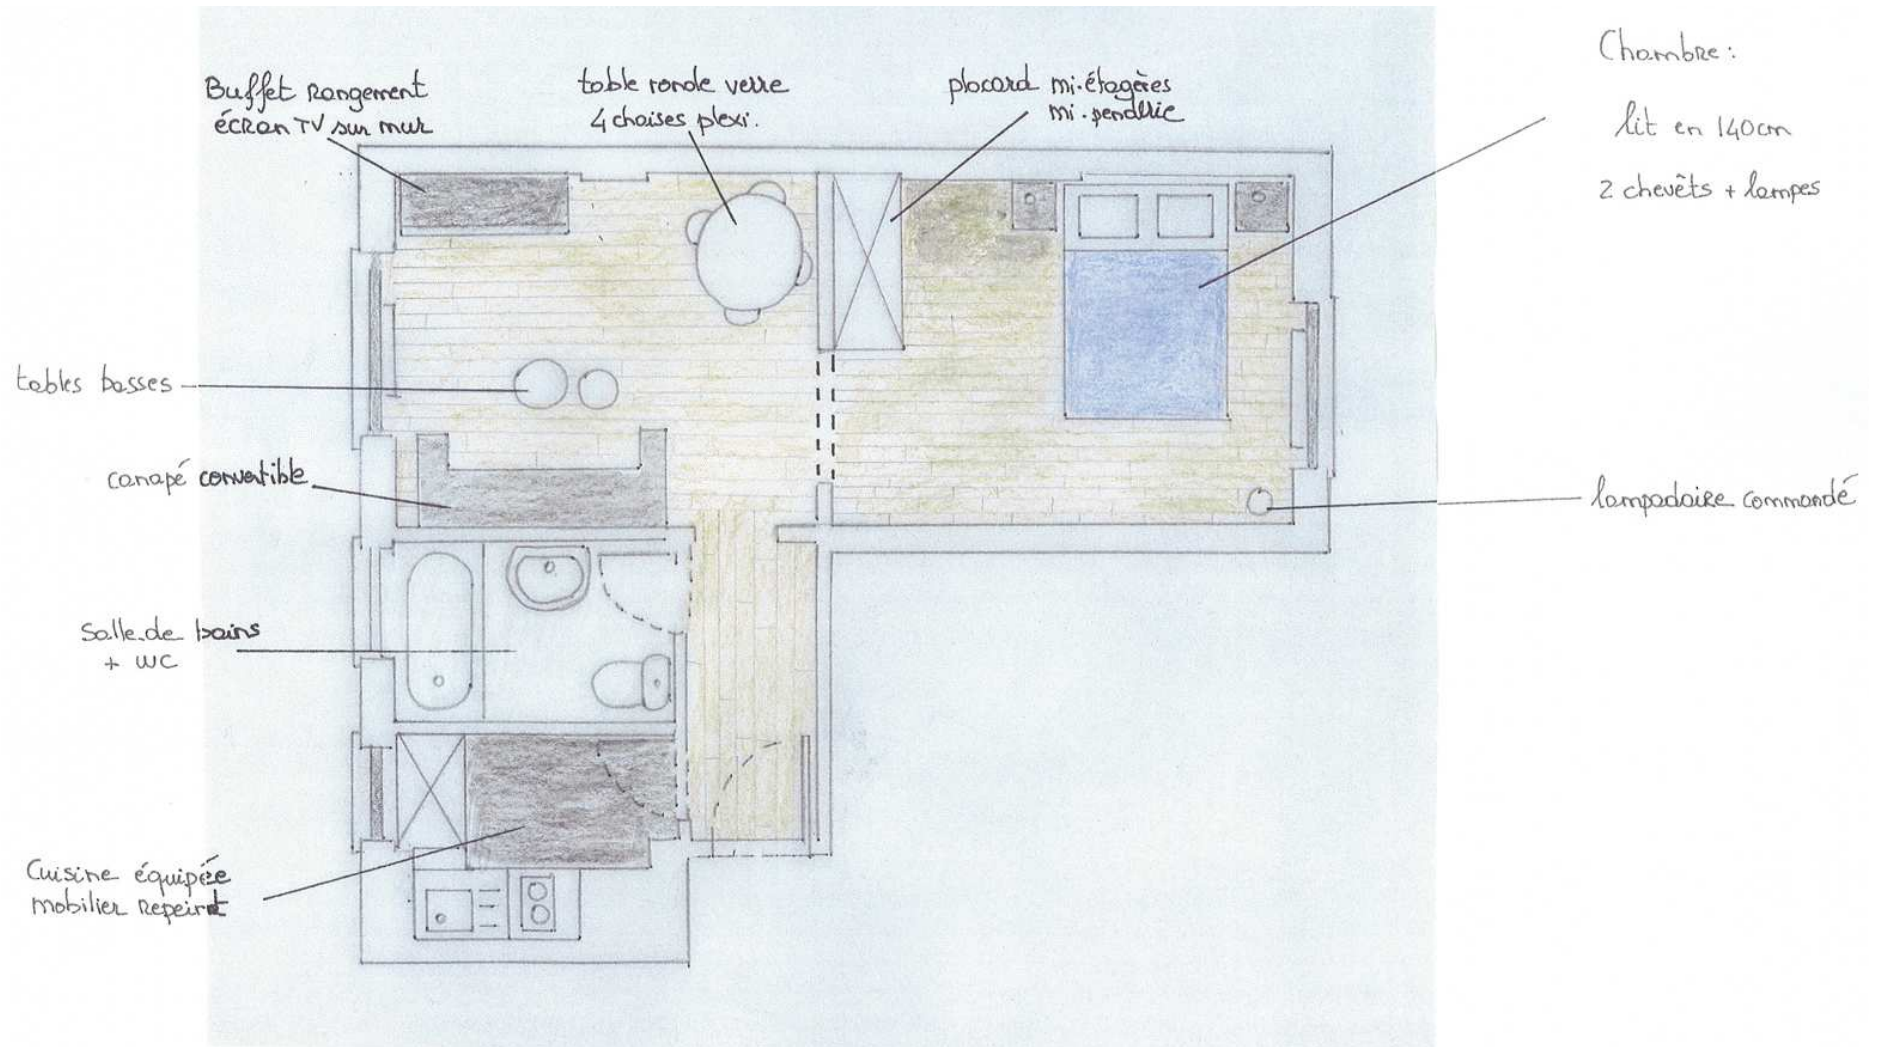 Buffet rangement
écran TV sur mur
table ronde verre
4 chaises plexi.
placard mi-étagères
mi-penderie
Chambre:
lit en 140cm
2 chevêts + lampes
tables basses
canapé convertible
lampadaire commandé
Salle de bains
+ WC
Cuisine équipée
mobilier repeint